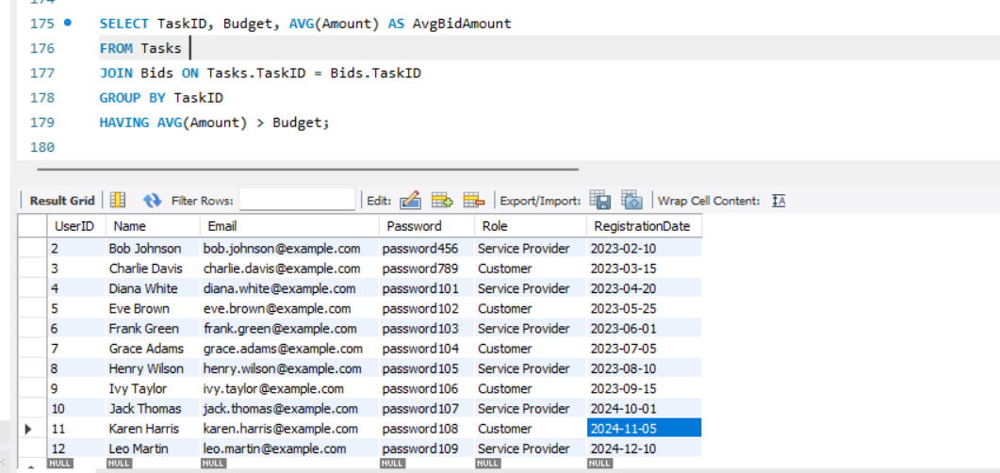 174
175 SELECT TaskID, Budget, AVG(Amount) AS AvgBidAmount
176 FROM Tasks
177 JOIN Bids ON Tasks.TaskID = Bids.TaskID
178 GROUP BY TaskID
179 HAVING AVG(Amount) > Budget;
180
Result Grid Filter Rows: Edit: Export/Import: Wrap Cell Content: IA
UserID Name Email Password Role RegistrationDate
2 Bob Johnson bob.johnson@example.com password456 Service Provider 2023-02-10
3 Charlie Davis charlie.davis@example.com password789 Customer 2023-03-15
4 Diana White diana.white@example.com password101 Service Provider 2023-04-20
5 Eve Brown eve.brown@example.com password102 Customer 2023-05-25
6 Frank Green frank.green@example.com password103 Service Provider 2023-06-01
7 Grace Adams grace.adams@example.com password104 Customer 2023-07-05
8 Henry Wilson henry.wilson@example.com password105 Service Provider 2023-08-10
9 Ivy Taylor ivy.taylor@example.com password106 Customer 2023-09-15
10 Jack Thomas jack.thomas@example.com password107 Service Provider 2024-10-01
11 Karen Harris karen.harris@example.com password108 Customer 2024-11-05
12 Leo Martin leo.martin@example.com password109 Service Provider 2024-12-10
NULL NULL NULL NULL NULL NULL